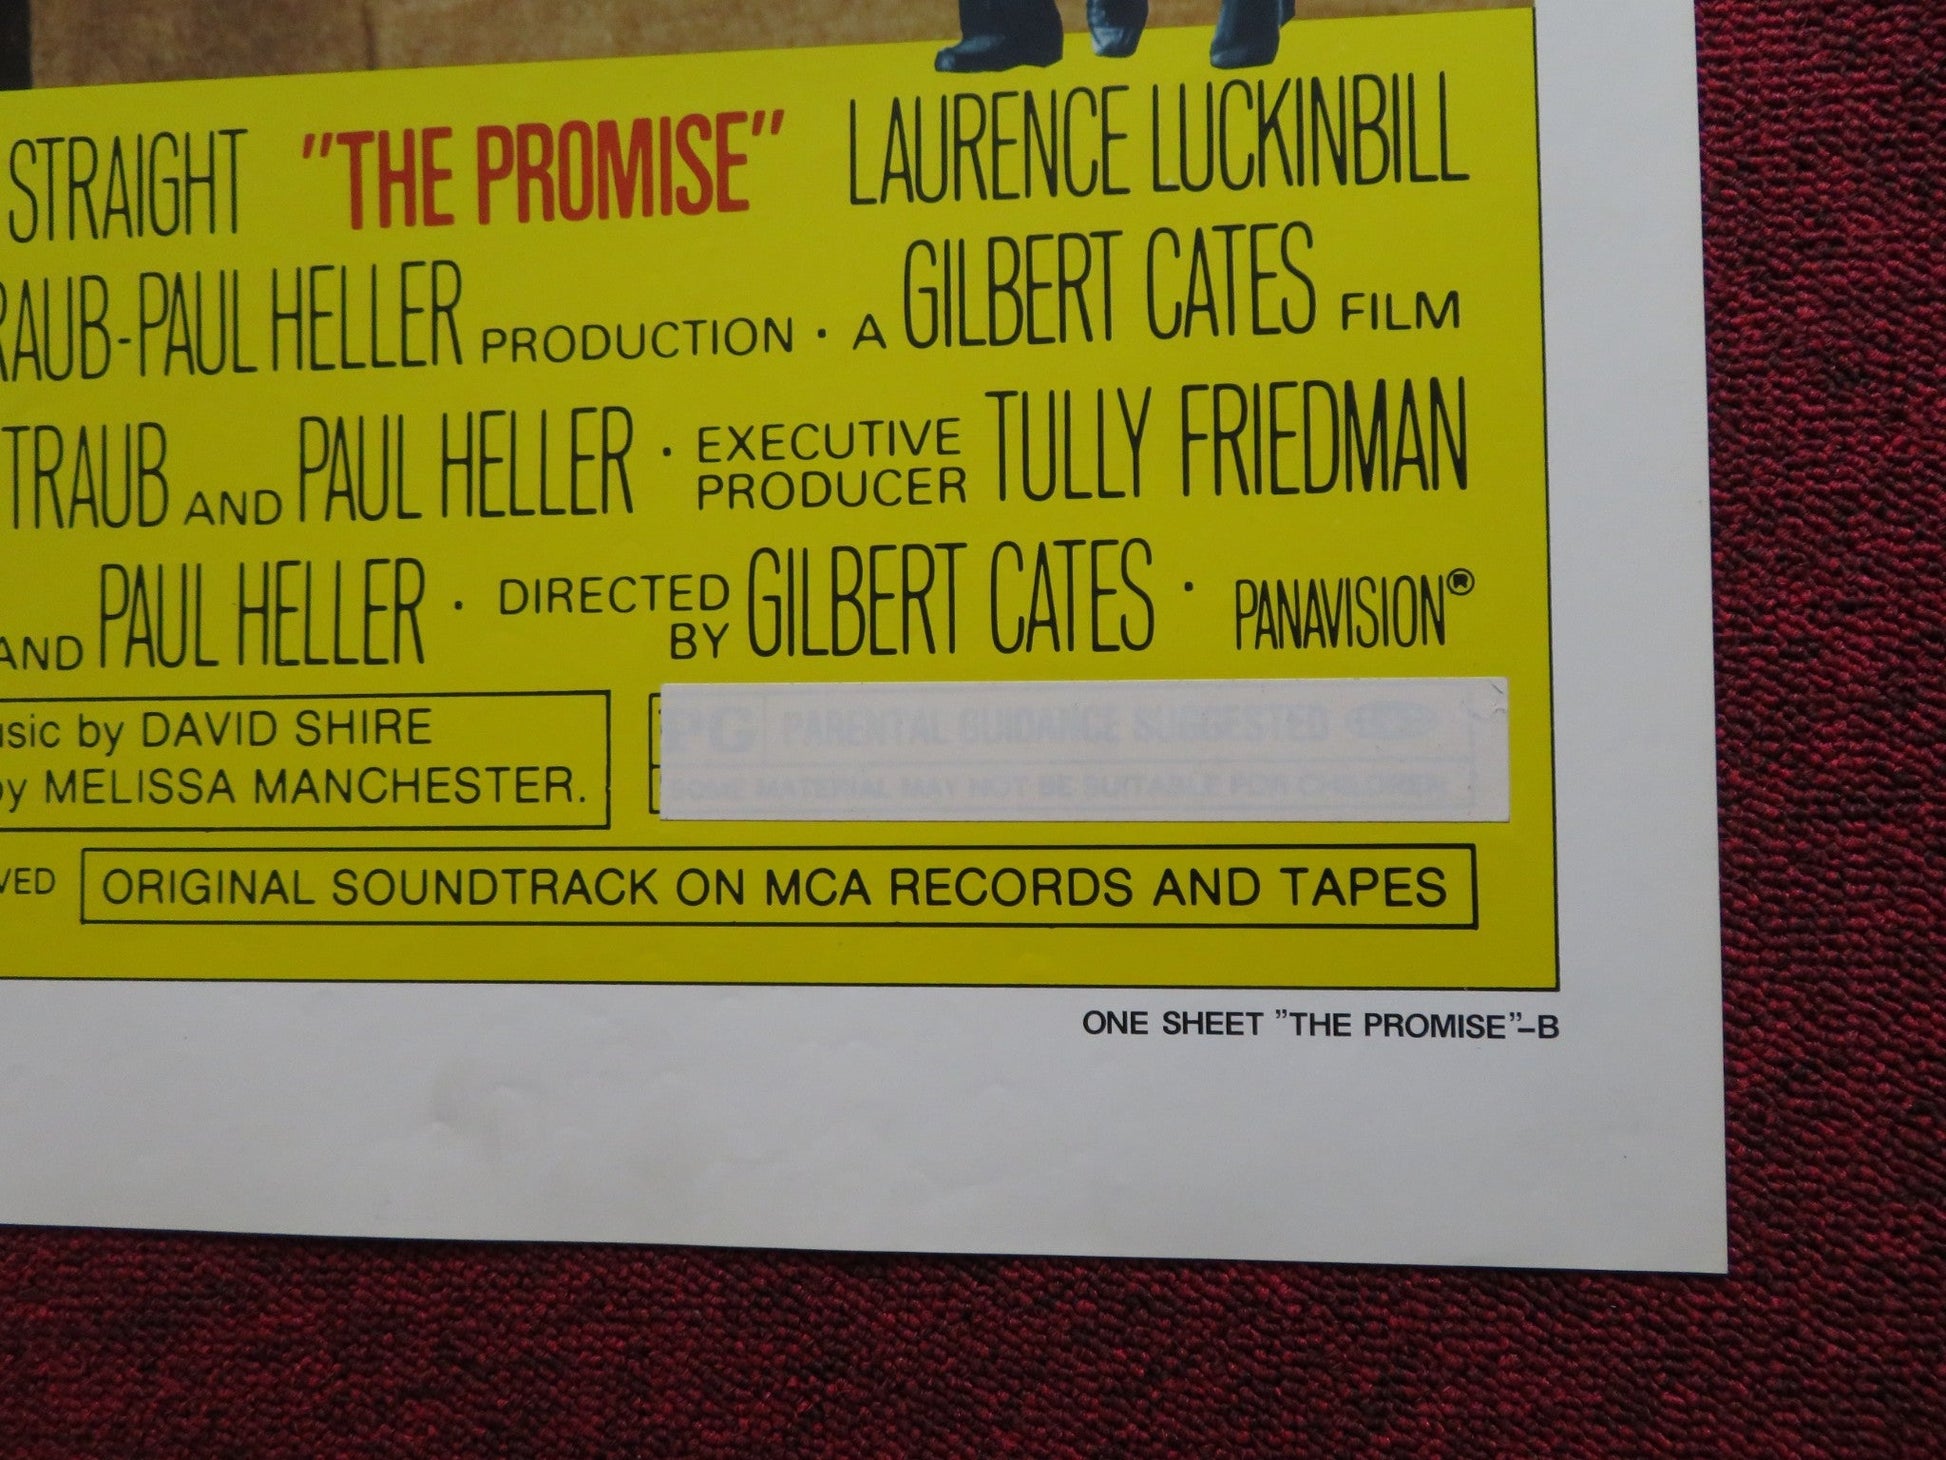 STRAIGHT "THE PROMISE" LAURENCE LUCKINBILL
RAUB-PAUL HELLER PRODUCTION · A GILBERT CATES FILM
TRAUB AND PAUL HELLER · EXECUTIVE PRODUCER TULLY FRIEDMAN
AND PAUL HELLER · DIRECTED BY GILBERT CATES · PANAVISION®
usic by DAVID SHIRE
by MELISSA MANCHESTER.
PG PARENTAL GUIDANCE SUGGESTED
SOME MATERIAL MAY NOT BE SUITABLE FOR CHILDREN
VED ORIGINAL SOUNDTRACK ON MCA RECORDS AND TAPES
ONE SHEET "THE PROMISE"–B